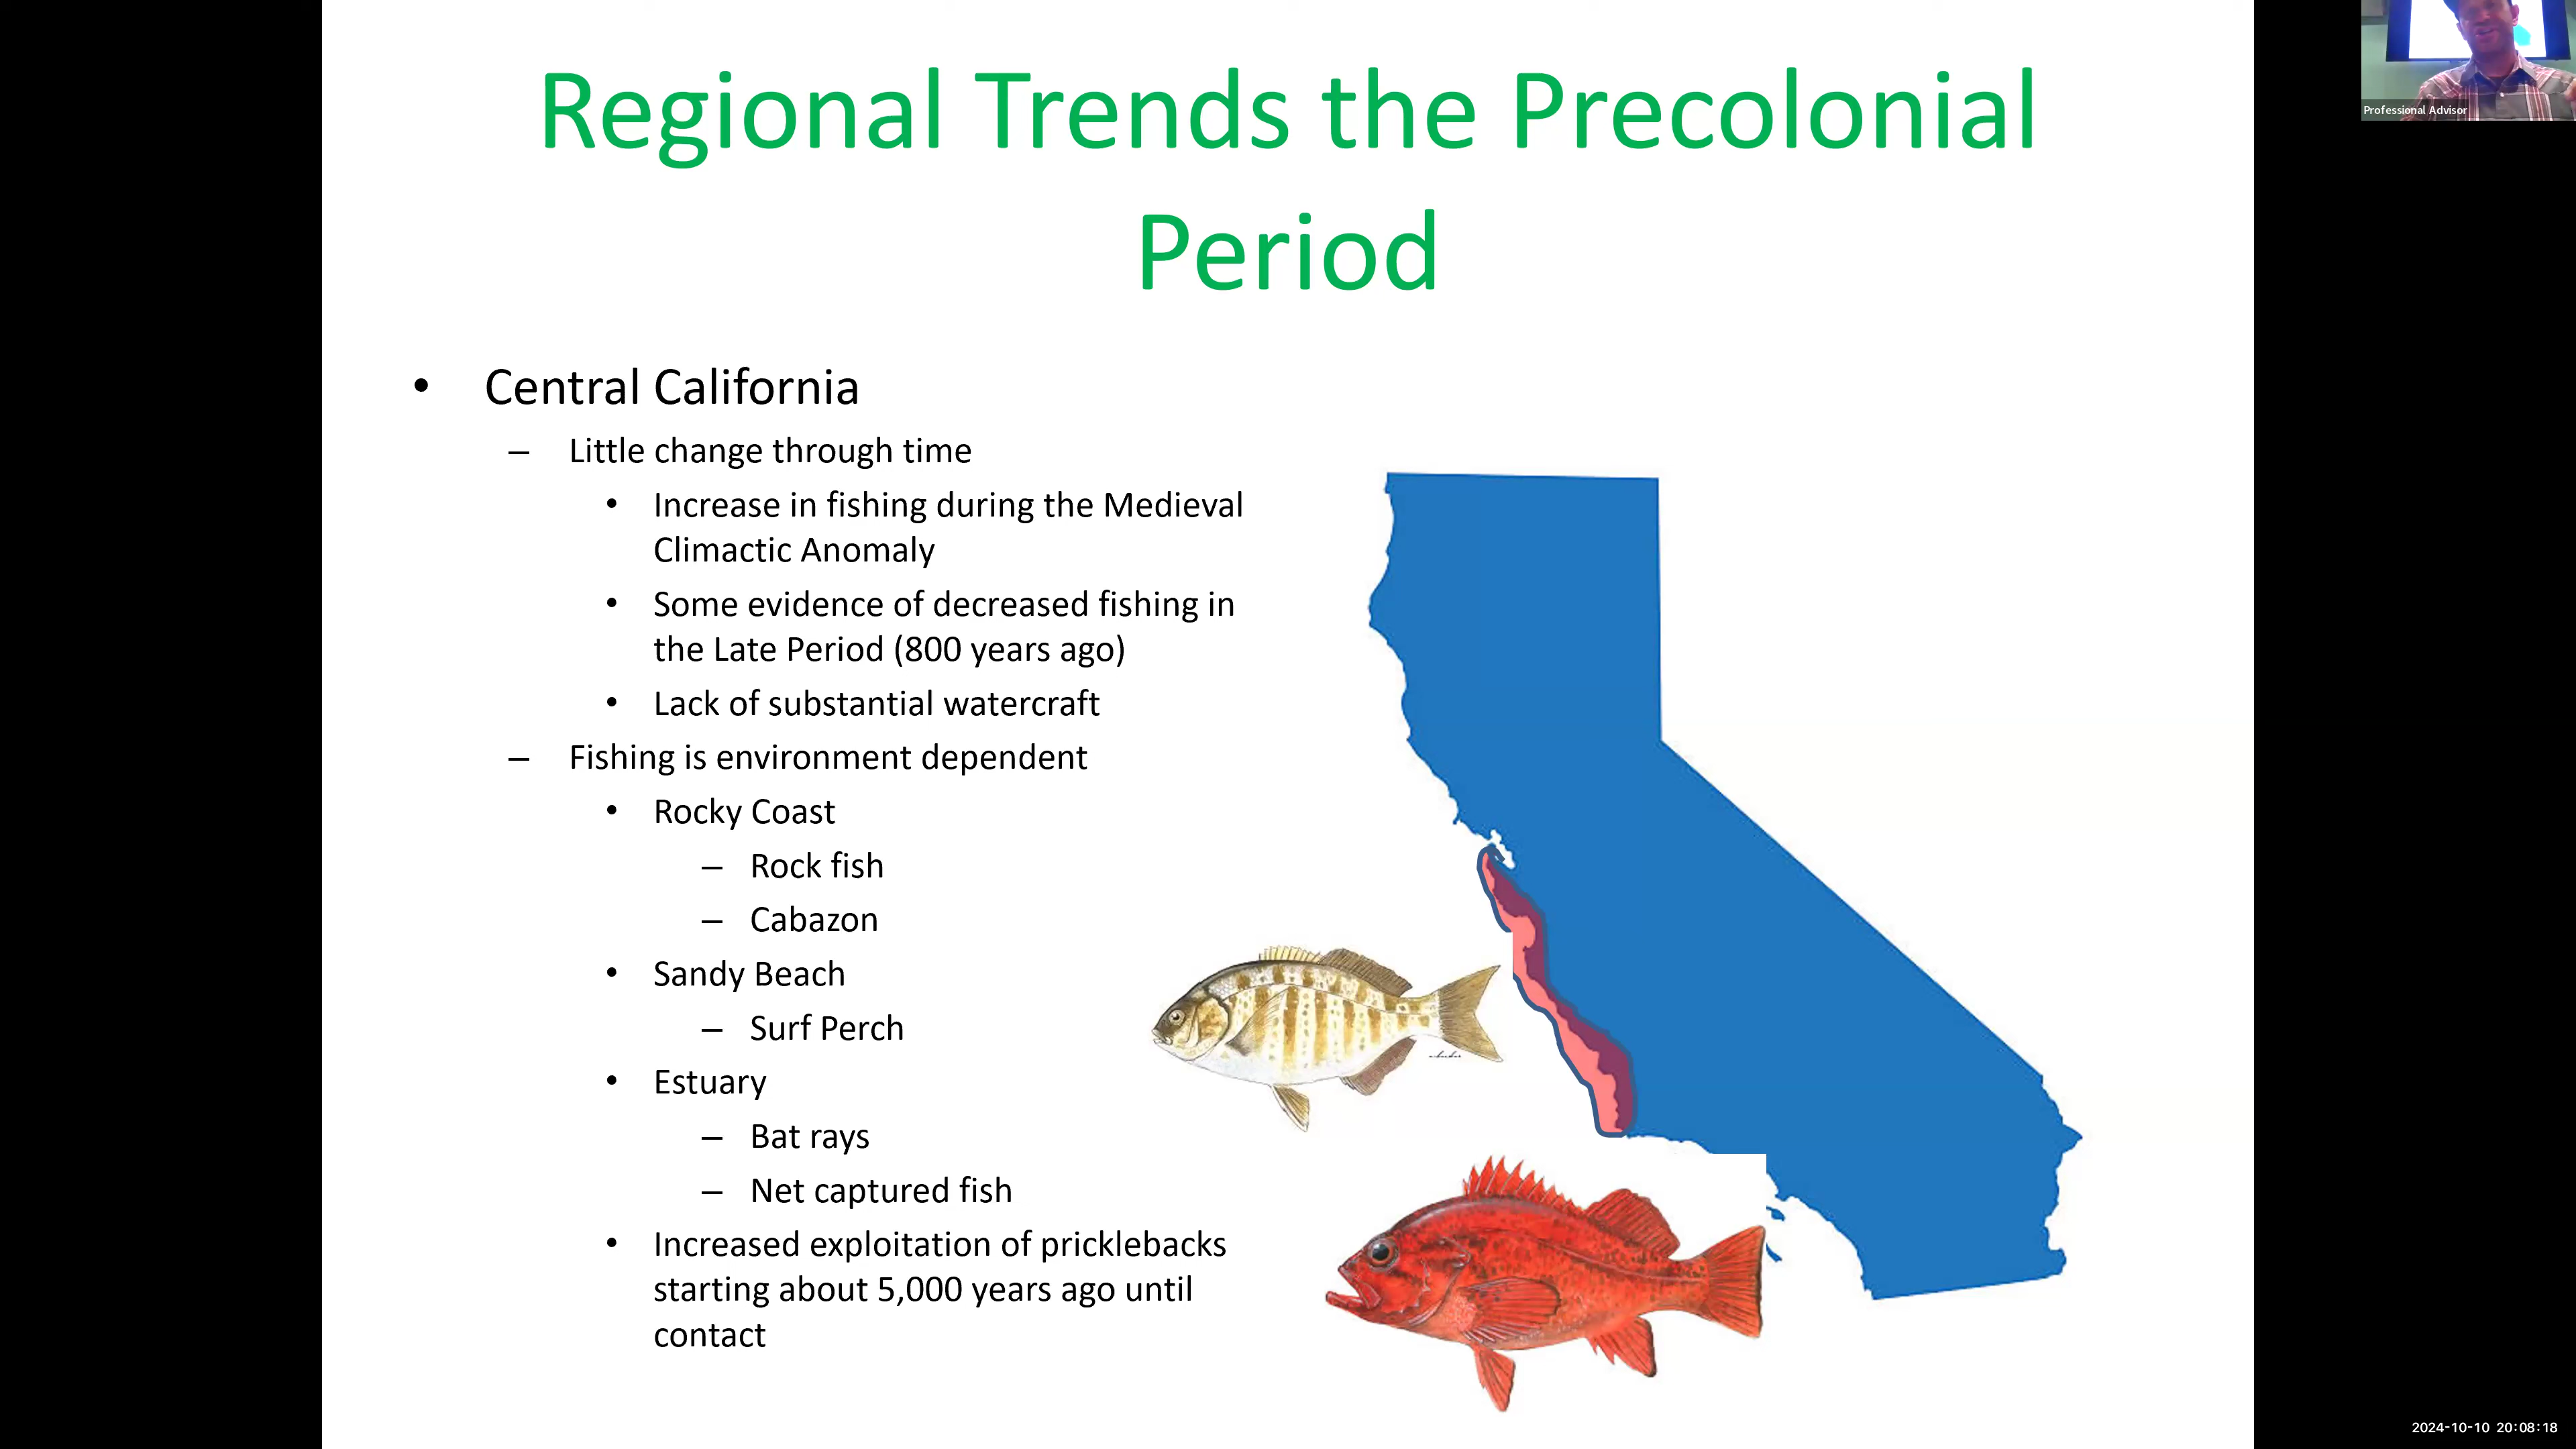 Regional Trends the Precolonial
Period
• Central California
– Little change through time
• Increase in fishing during the Medieval
Climactic Anomaly
• Some evidence of decreased fishing in
the Late Period (800 years ago)
• Lack of substantial watercraft
– Fishing is environment dependent
• Rocky Coast
– Rock fish
– Cabazon
• Sandy Beach
– Surf Perch
• Estuary
– Bat rays
– Net captured fish
• Increased exploitation of pricklebacks
starting about 5,000 years ago until
contact
Professional Advisor
2024-10-10 20:08:18